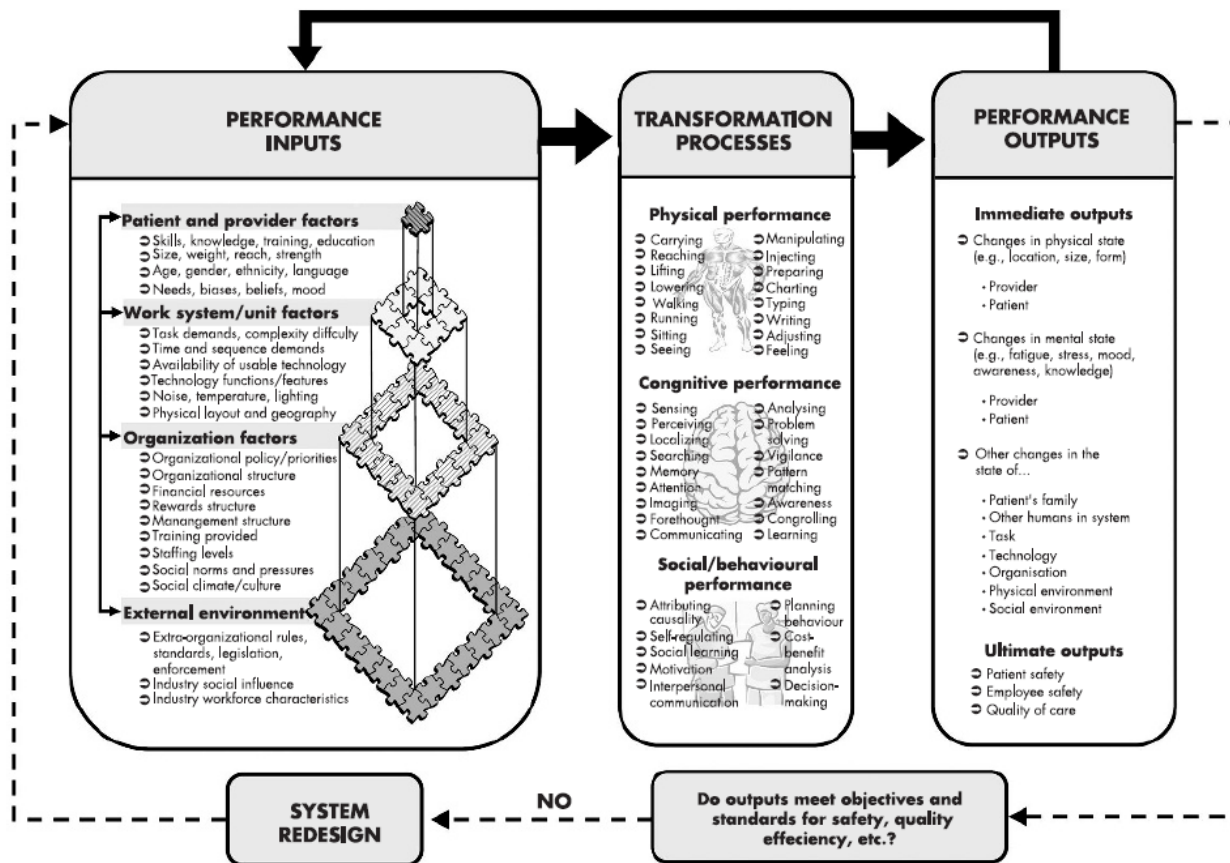 PERFORMANCE
INPUTS
Patient and provider factors
➲ Skills, knowledge, training, education
➲ Size, weight, reach, strength
➲ Age, gender, ethnicity, language
➲ Needs, biases, beliefs, mood
Work system/unit factors
➲ Task demands, complexity diffculty
➲ Time and sequence demands
➲ Availability of usable technology
➲ Technology functions/features
➲ Noise, temperature, lighting
➲ Physical layout and geography
Organization factors
➲ Organizational policy/priorities
➲ Organizational structure
➲ Financial resources
➲ Rewards structure
➲ Manangement structure
➲ Training provided
➲ Staffing levels
➲ Social norms and pressures
➲ Social climate/culture
External environment
➲ Extra-organizational rules,
standards, legislation,
enforcement
➲ Industry social influence
➲ Industry workforce characteristics
TRANSFORMATION
PROCESSES
Physical performance
➲ Carrying
➲ Reaching
➲ Lifting
➲ Lowering
➲ Walking
➲ Running
➲ Sitting
➲ Seeing
➲ Manipulating
➲ Injecting
➲ Preparing
➲ Charting
➲ Typing
➲ Writing
➲ Adjusting
➲ Feeling
Congnitive performance
➲ Sensing
➲ Perceiving
➲ Localizing
➲ Searching
➲ Memory
➲ Attention
➲ Imaging
➲ Forethought
➲ Communicating
➲ Analysing
➲ Problem
solving
➲ Vigilance
➲ Pattern
matching
➲ Awareness
➲ Congrolling
➲ Learning
Social/behavioural
performance
➲ Attributing
causality
➲ Self-regulating
➲ Social learning
➲ Motivation
➲ Interpersonal
communication
➲ Planning
behaviour
➲ Cost-
benefit
analysis
➲ Decision-
making
PERFORMANCE
OUTPUTS
Immediate outputs
➲ Changes in physical state
(e.g., location, size, form)
• Provider
• Patient
➲ Changes in mental state
(e.g., fatigue, stress, mood,
awareness, knowledge)
• Provider
• Patient
➲ Other changes in the
state of...
• Patient's family
• Other humans in system
• Task
• Technology
• Organisation
• Physical environment
• Social environment
Ultimate outputs
➲ Patient safety
➲ Employee safety
➲ Quality of care
SYSTEM
REDESIGN
NO
Do outputs meet objectives and
standards for safety, quality
effeciency, etc.?